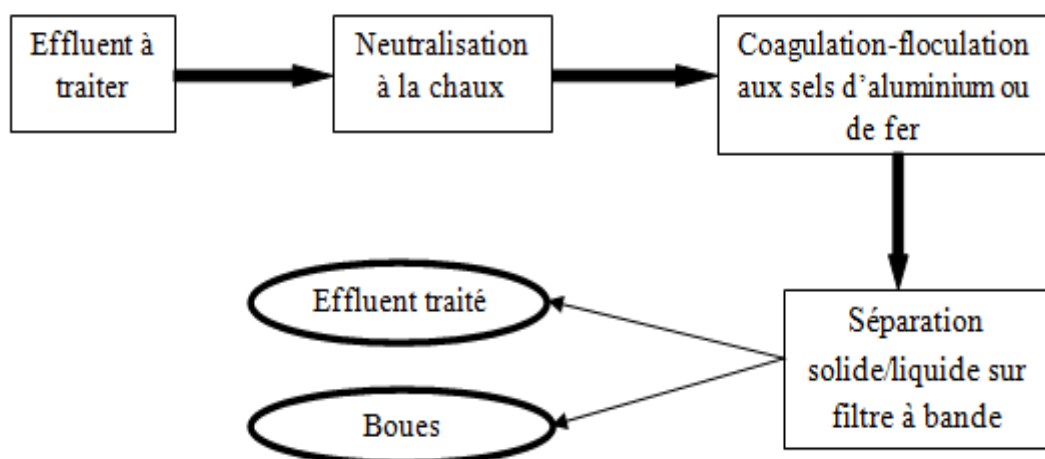 Effluent à
traiter
Neutralisation
à la chaux
Coagulation-floculation
aux sels d’aluminium ou
de fer
Séparation
solide/liquide sur
filtre à bande
Effluent traité
Boues